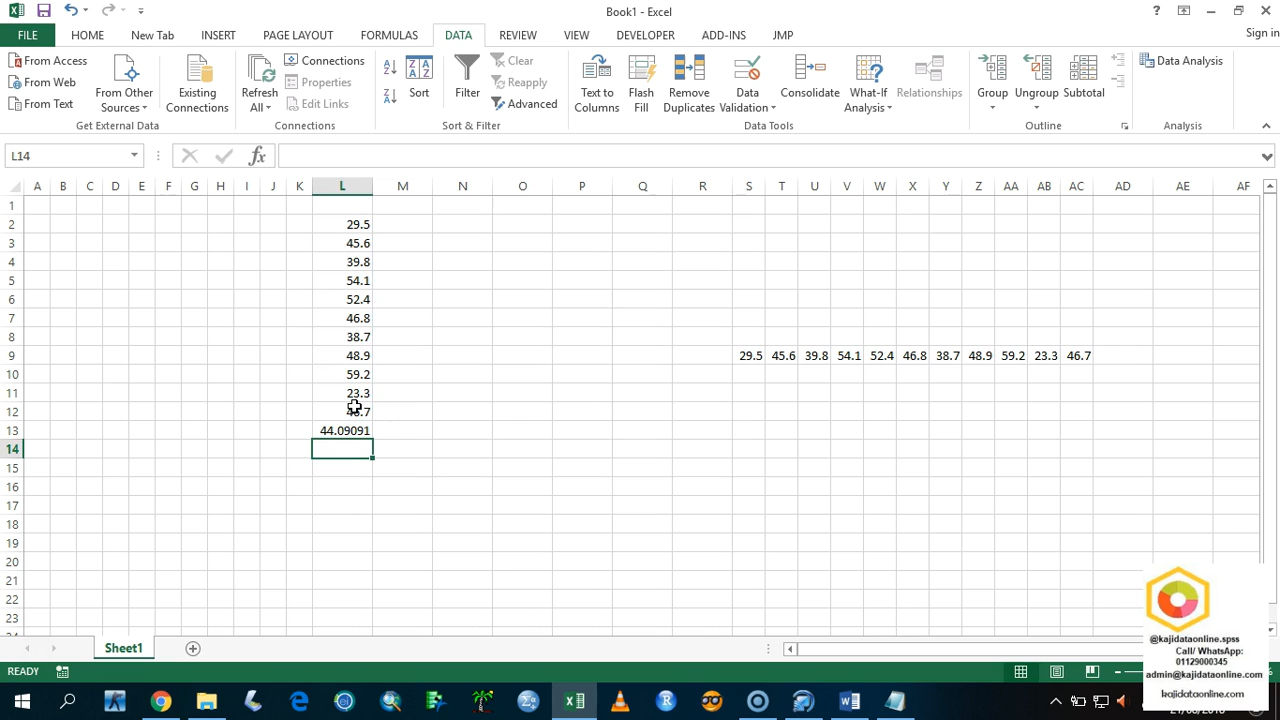 Book1 - Excel
Sign in
FILE HOME New Tab INSERT PAGE LAYOUT FORMULAS DATA REVIEW VIEW DEVELOPER ADD-INS JMP
From Access
From Web
From Text
From Other Sources
Existing Connections
Get External Data
Refresh All
Connections
Properties
Edit Links
Connections
Sort
Filter
Clear
Reapply
Advanced
Sort & Filter
Text to Columns
Flash Fill
Remove Duplicates
Data Validation
Consolidate
What-If Analysis
Relationships
Data Tools
Group
Ungroup
Subtotal
Outline
Data Analysis
Analysis
L14
fx
A B C D E F G H I J K L M N O P Q R S T U V W X Y Z AA AB AC AD AE AF
1
2 29.5
3 45.6
4 39.8
5 54.1
6 52.4
7 46.8
8 38.7
9 48.9 29.5 45.6 39.8 54.1 52.4 46.8 38.7 48.9 59.2 23.3 46.7
10 59.2
11 23.3
12
13 44.09091
14
15
16
17
18
19
20
21
22
23
Sheet1
READY
@kajidataonline.spss
Call/ WhatsApp:
01129000345
admin@kajidataonline.com
kajidataonline.com